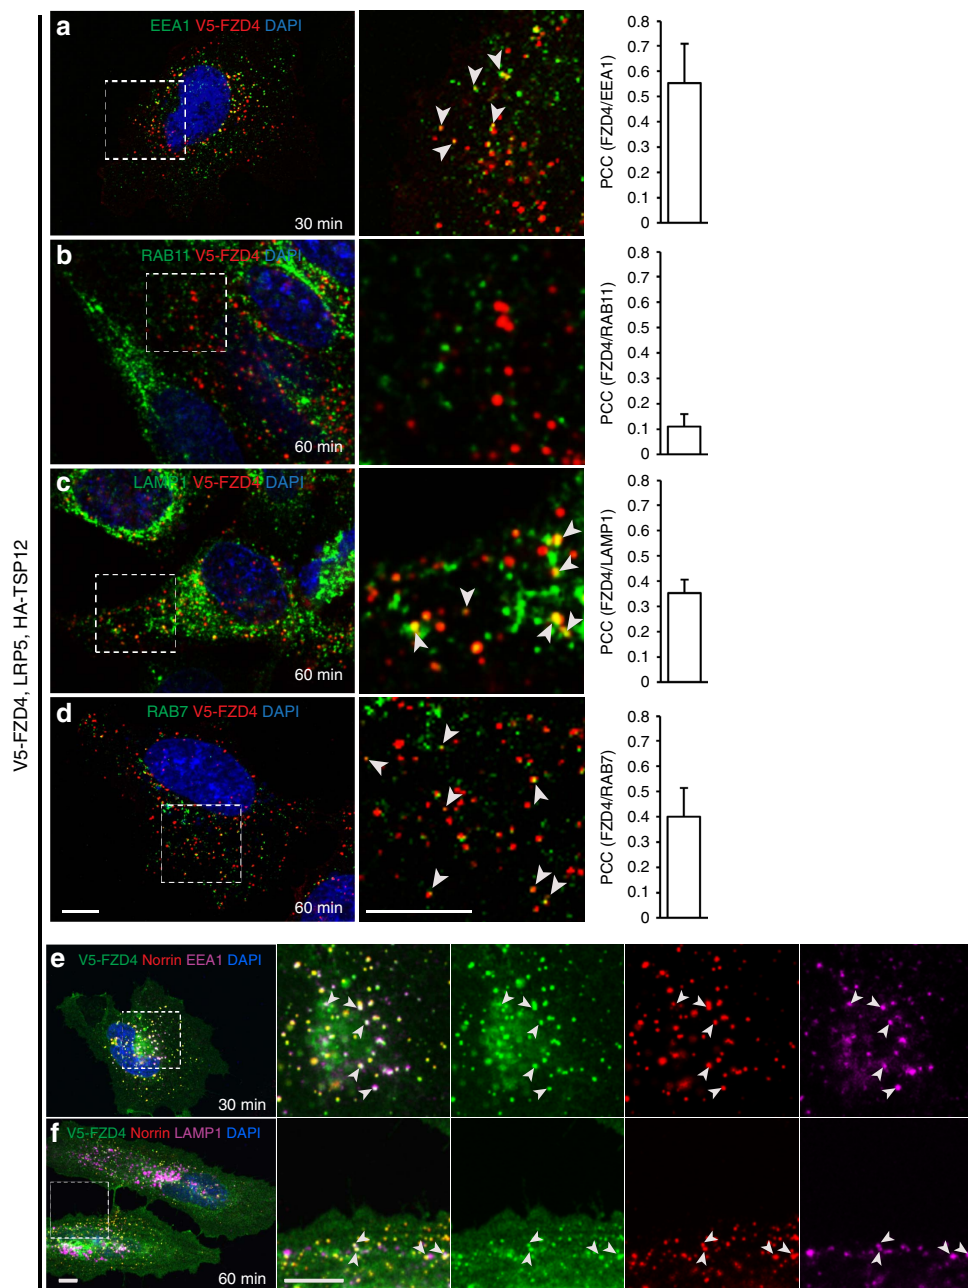 V5-FZD4, LRP5, HA-TSP12
a
EEA1 V5-FZD4 DAPI
30 min
PCC (FZD4/EEA1)
0.8
0.7
0.6
0.5
0.4
0.3
0.2
0.1
0
b
RAB11 V5-FZD4 DAPI
60 min
PCC (FZD4/RAB11)
0.8
0.7
0.6
0.5
0.4
0.3
0.2
0.1
0
c
LAMP1 V5-FZD4 DAPI
60 min
PCC (FZD4/LAMP1)
0.8
0.7
0.6
0.5
0.4
0.3
0.2
0.1
0
d
RAB7 V5-FZD4 DAPI
60 min
PCC (FZD4/RAB7)
0.8
0.7
0.6
0.5
0.4
0.3
0.2
0.1
0
e
V5-FZD4 Norrin EEA1 DAPI
30 min
f
V5-FZD4 Norrin LAMP1 DAPI
60 min